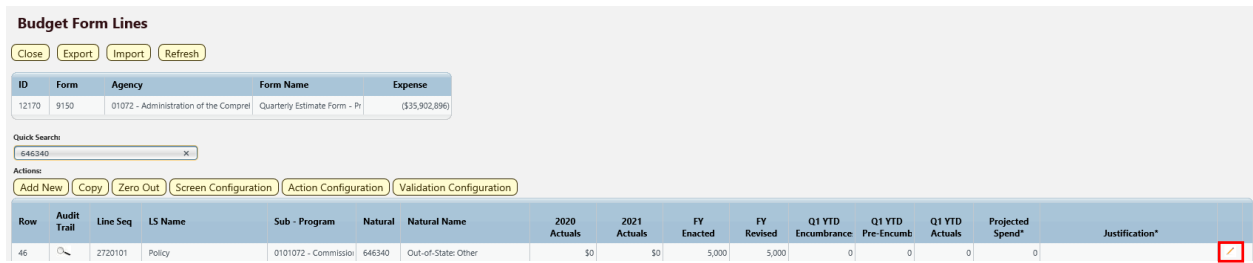 Budget Form Lines
Close Export Import Refresh
ID Form Agency Form Name Expense
12170 9150 01072 - Administration of the Comprel Quarterly Estimate Form - Pr ($35,902,896)
Quick Search:
646340 ×
Actions:
Add New Copy Zero Out Screen Configuration Action Configuration Validation Configuration
Row Audit Trail Line Seq LS Name Sub - Program Natural Natural Name 2020 Actuals 2021 Actuals FY Enacted FY Revised Q1 YTD Encumbrance Q1 YTD Pre-Encumb Q1 YTD Actuals Projected Spend* Justification*
46 2720101 Policy 0101072 - Commission 646340 Out-of-State: Other $0 $0 5,000 5,000 0 0 0 0